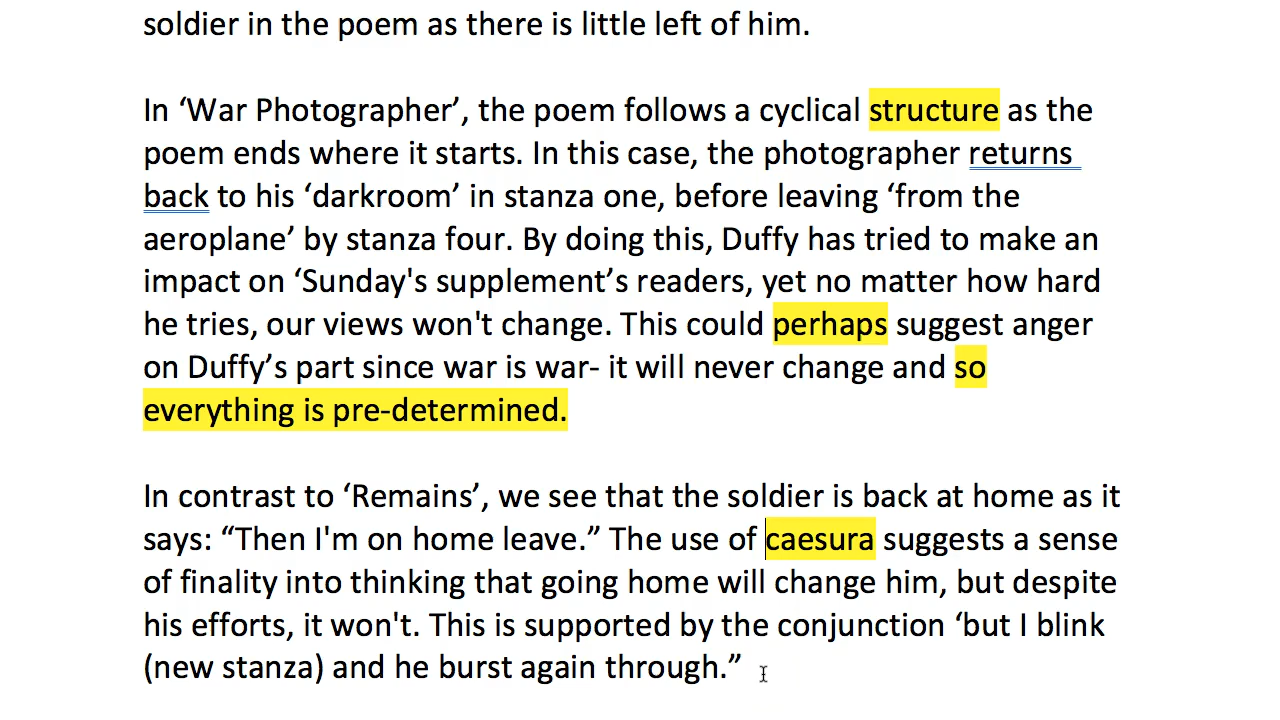 soldier in the poem as there is little left of him.
In ‘War Photographer’, the poem follows a cyclical structure as the
poem ends where it starts. In this case, the photographer returns
back to his ‘darkroom’ in stanza one, before leaving ‘from the
aeroplane’ by stanza four. By doing this, Duffy has tried to make an
impact on ‘Sunday's supplement’s readers, yet no matter how hard
he tries, our views won't change. This could perhaps suggest anger
on Duffy’s part since war is war- it will never change and so
everything is pre-determined.
In contrast to ‘Remains’, we see that the soldier is back at home as it
says: “Then I'm on home leave.” The use of caesura suggests a sense
of finality into thinking that going home will change him, but despite
his efforts, it won't. This is supported by the conjunction ‘but I blink
(new stanza) and he burst again through.”